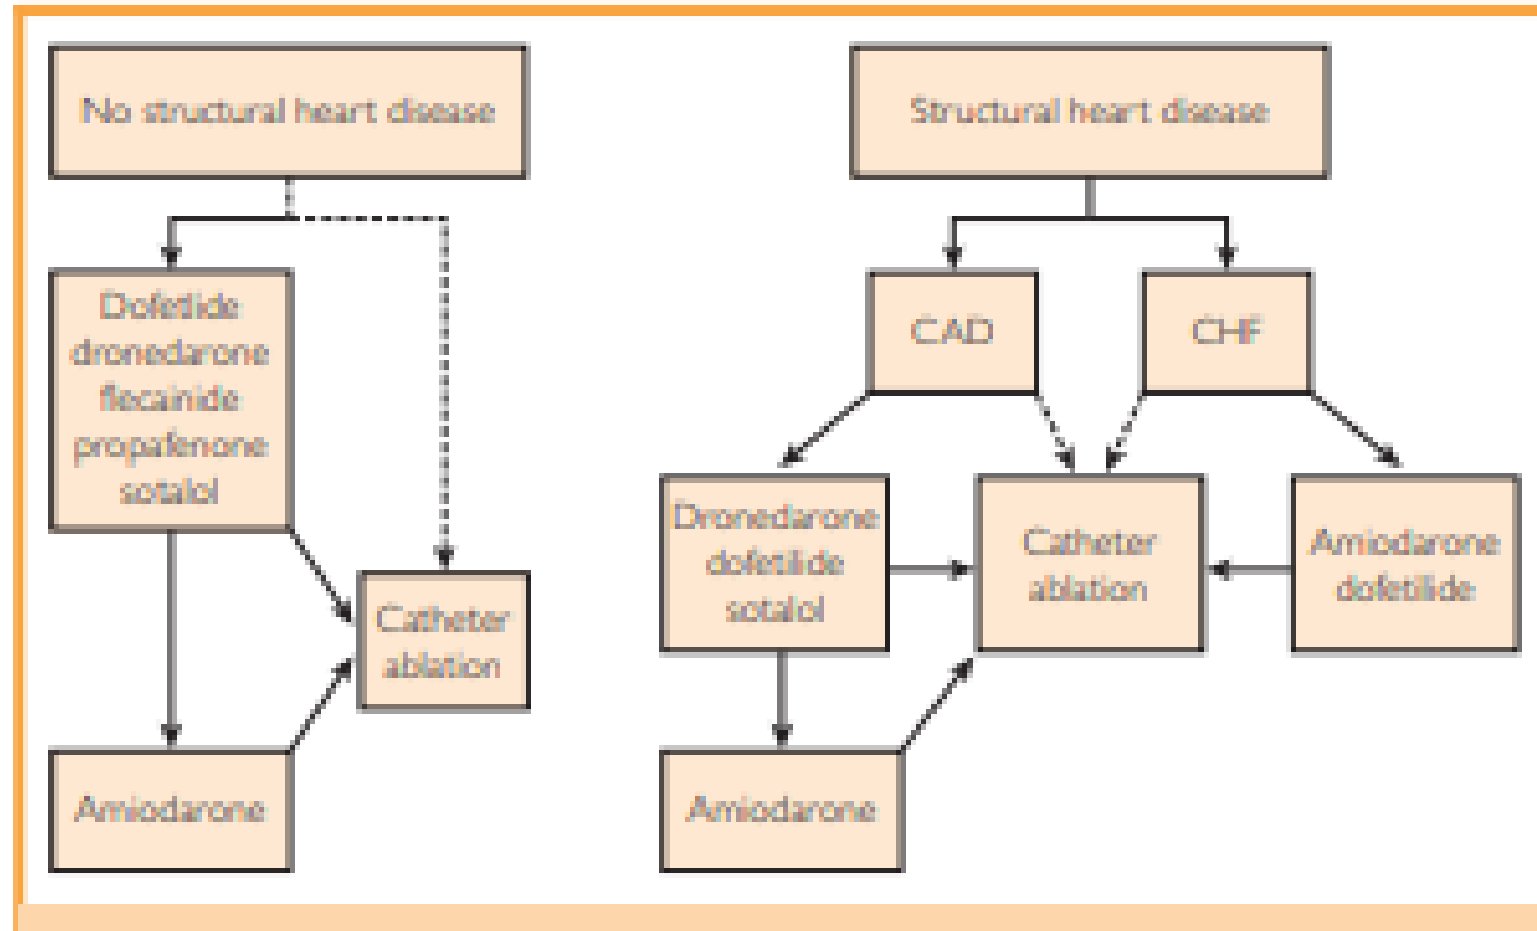 No structural heart disease
Dofetlide
dronedarone
flecainide
propafenone
sotalol
Catheter
ablation
Amiodarone
Structural heart disease
CAD
CHF
Dronedarone
dofetilide
sotalol
Catheter
ablation
Amiodarone
dofetilide
Amiodarone